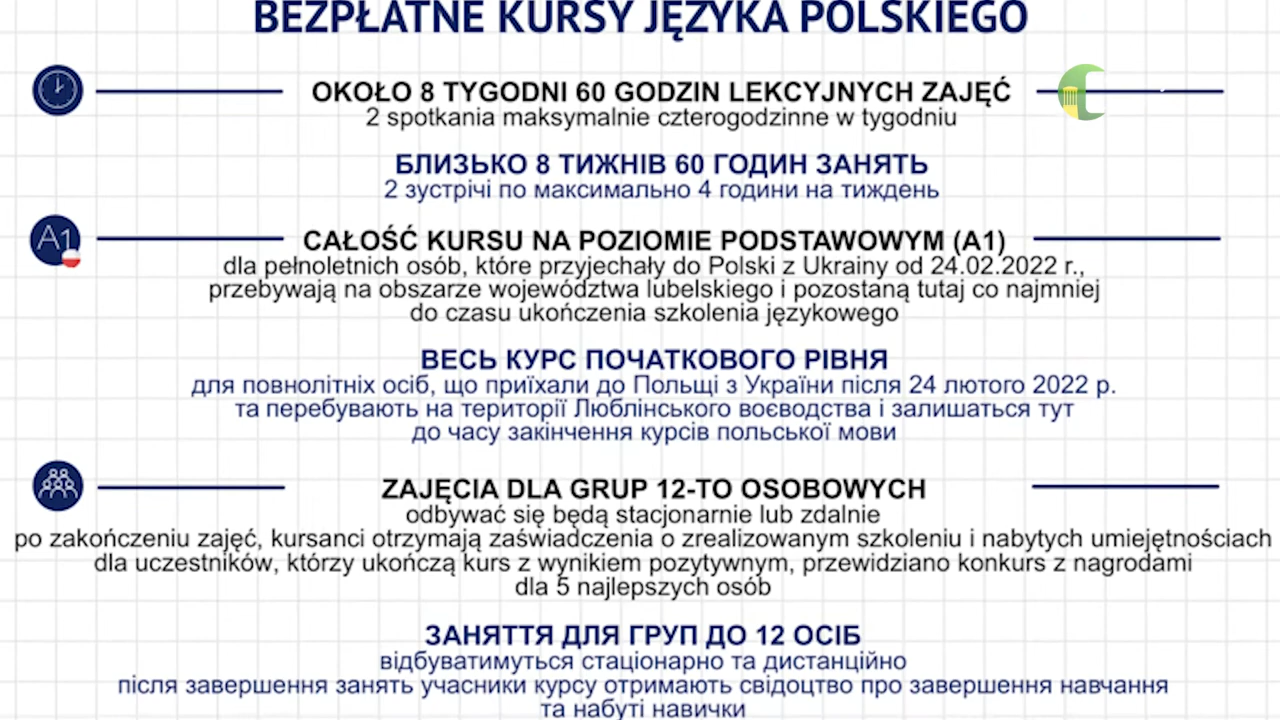 BEZPŁATNE KURSY JĘZYKA POLSKIEGO
OKOŁO 8 TYGODNI 60 GODZIN LEKCYJNYCH ZAJĘĆ
2 spotkania maksymalnie czterogodzinne w tygodniu
БЛИЗЬКО 8 ТИЖНІВ 60 ГОДИН ЗАНЯТЬ
2 зустрічі по максимально 4 години на тиждень
A1
CAŁOŚĆ KURSU NA POZIOMIE PODSTAWOWYM (A1)
dla pełnoletnich osób, które przyjechały do Polski z Ukrainy od 24.02.2022 r.,
przebywają na obszarze województwa lubelskiego i pozostaną tutaj co najmniej
do czasu ukończenia szkolenia językowego
ВЕСЬ КУРС ПОЧАТКОВОГО РІВНЯ
для повнолітніх осіб, що приїхали до Польщі з України після 24 лютого 2022 р.
та перебувають на території Люблінського воєводства і залишаться тут
до часу закінчення курсів польської мови
ZAJĘCIA DLA GRUP 12-TO OSOBOWYCH
odbywać się będą stacjonarnie lub zdalnie
po zakończeniu zajęć, kursanci otrzymają zaświadczenia o zrealizowanym szkoleniu i nabytych umiejętnościach
dla uczestników, którzy ukończą kurs z wynikiem pozytywnym, przewidziano konkurs z nagrodami
dla 5 najlepszych osób
ЗАНЯТТЯ ДЛЯ ГРУП ДО 12 ОСІБ
відбуватимуться стаціонарно та дистанційно
після завершення занять учасники курсу отримають свідоцтво про завершення навчання
та набуті навички